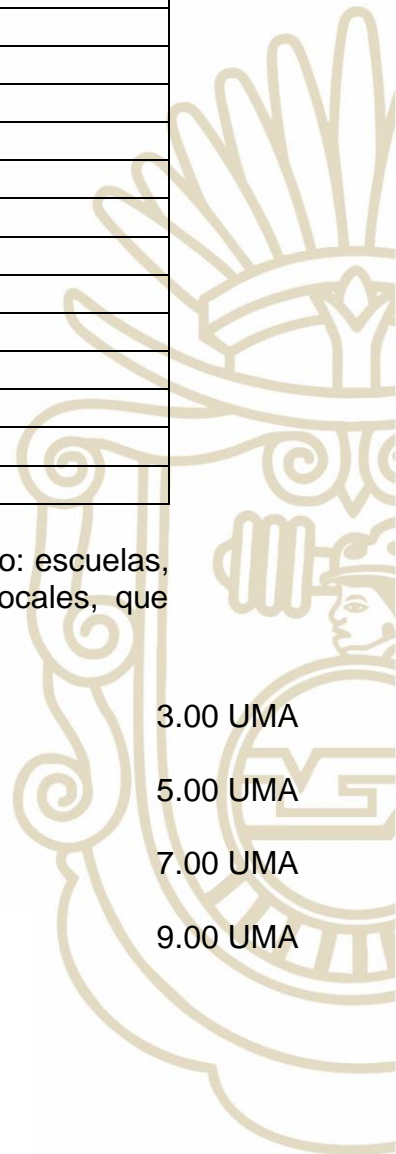 o: escuelas,
ocales, que
3.00 UMA
5.00 UMA
7.00 UMA
9.00 UMA